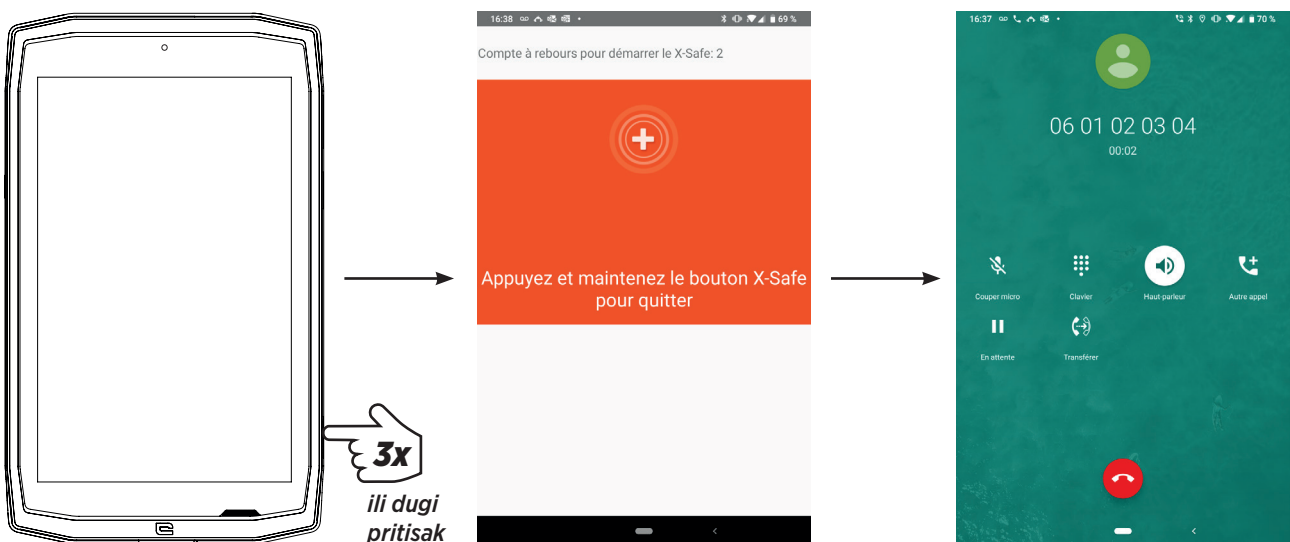 3x
ili dugi
pritisak
16:38
69 %
Compte à rebours pour démarrer le X-Safe: 2
Appuyez et maintenez le bouton X-Safe
pour quitter
16:37
70 %
06 01 02 03 04
00:02
Couper micro Clavier Haut-parleur Autre appel
En attente Transférer